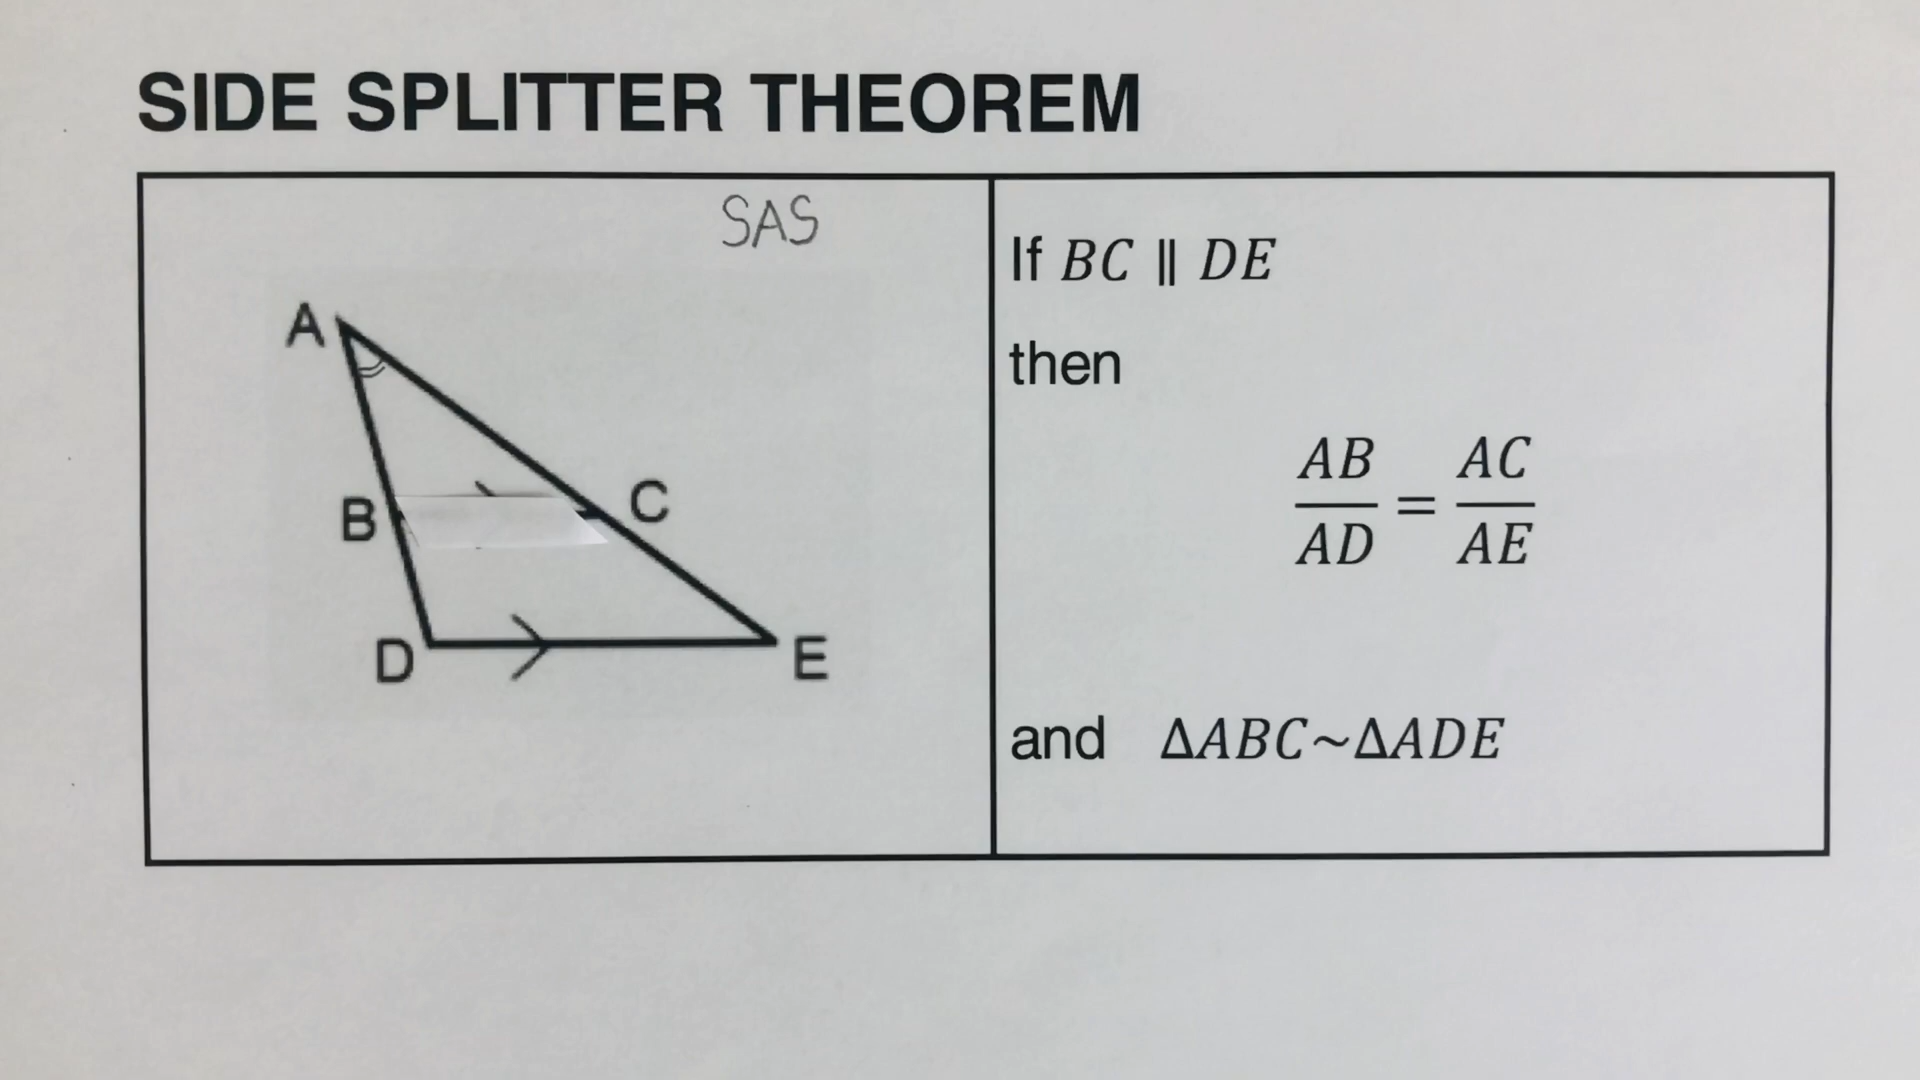 SIDE SPLITTER THEOREM
SAS
A
B
C
D
E
If BC ∥ DE
then
AB/AD = AC/AE
and ΔABC~ΔADE